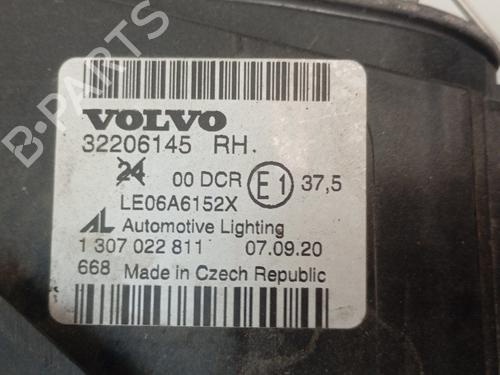 B-PARTS
VOLVO
32206145 RH.
24 00 DCR E1 37,5
LE06A6152X
AL Automotive Lighting
1 307 022 811 07.09.20
668 Made in Czech Republic